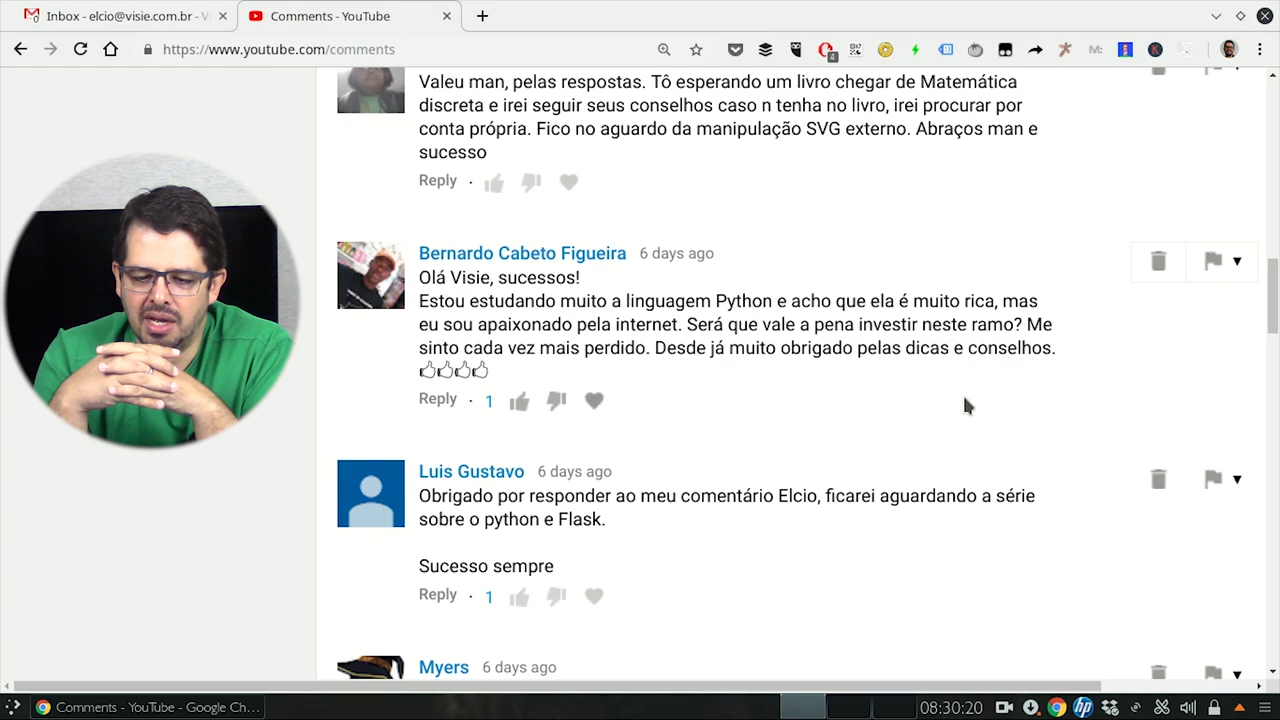 Inbox - elcio@visie.com.br - V
Comments - YouTube
https://www.youtube.com/comments
4
M:
K
Valeu man, pelas respostas. Tô esperando um livro chegar de Matemática
discreta e irei seguir seus conselhos caso n tenha no livro, irei procurar por
conta própria. Fico no aguardo da manipulação SVG externo. Abraços man e
sucesso
Reply
Bernardo Cabeto Figueira 6 days ago
Olá Visie, sucessos!
Estou estudando muito a linguagem Python e acho que ela é muito rica, mas
eu sou apaixonado pela internet. Será que vale a pena investir neste ramo? Me
sinto cada vez mais perdido. Desde já muito obrigado pelas dicas e conselhos.
👍👍👍👍
Reply · 1
Luis Gustavo 6 days ago
Obrigado por responder ao meu comentário Elcio, ficarei aguardando a série
sobre o python e Flask.
Sucesso sempre
Reply · 1
Myers 6 days ago
Comments - YouTube - Google Ch...
08:30:20
hp